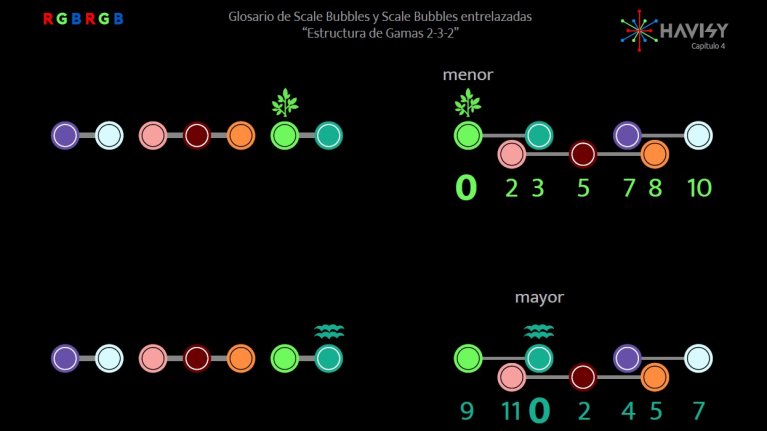 RGBRGB
Glosario de Scale Bubbles y Scale Bubbles entrelazadas
“Estructura de Gamas 2-3-2”
HAVISY
Capítulo 4
menor
0 2 3 5 7 8 10
mayor
9 11 0 2 4 5 7